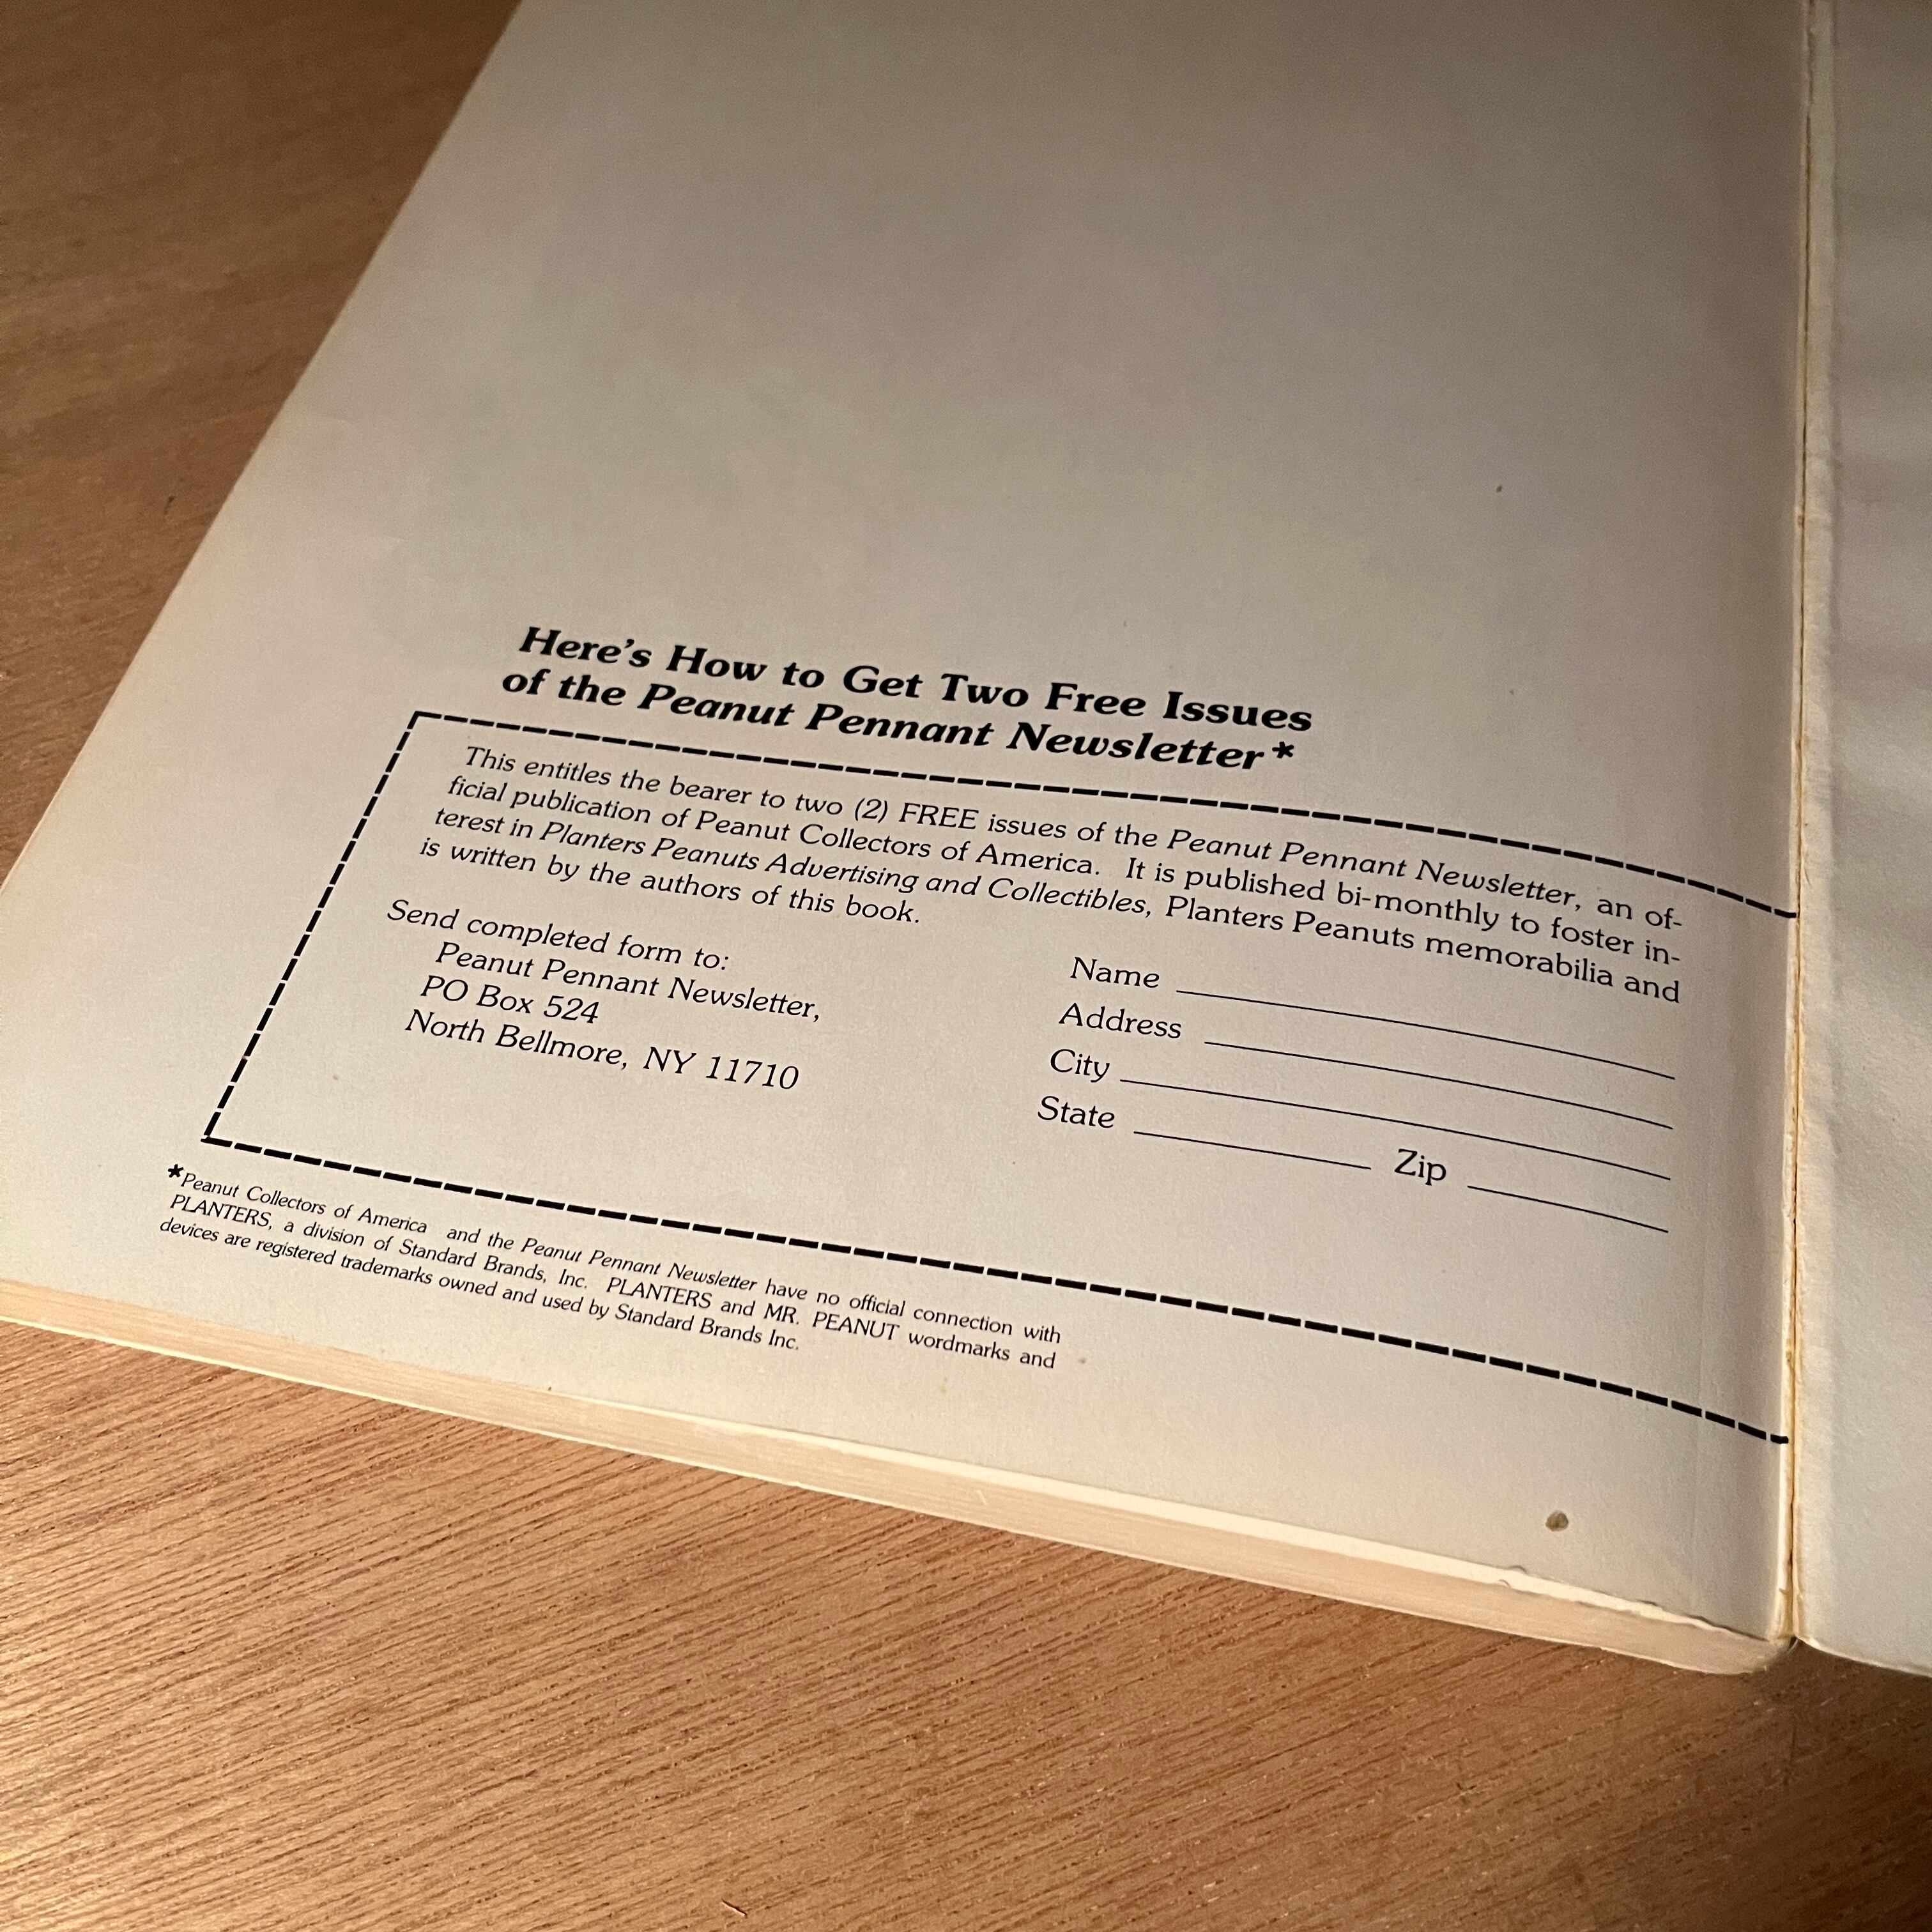 Here's How to Get Two Free Issues
of the Peanut Pennant Newsletter*
This entitles the bearer to two (2) FREE issues of the Peanut Pennant Newsletter, an of-
ficial publication of Peanut Collectors of America. It is published bi-monthly to foster in-
terest in Planters Peanuts Advertising and Collectibles, Planters Peanuts memorabilia and
is written by the authors of this book.
Send completed form to:
Peanut Pennant Newsletter,
PO Box 524
North Bellmore, NY 11710
Name
Address
City
State Zip
*Peanut Collectors of America and the Peanut Pennant Newsletter have no official connection with
PLANTERS, a division of Standard Brands, Inc. PLANTERS and MR. PEANUT wordmarks and
devices are registered trademarks owned and used by Standard Brands Inc.